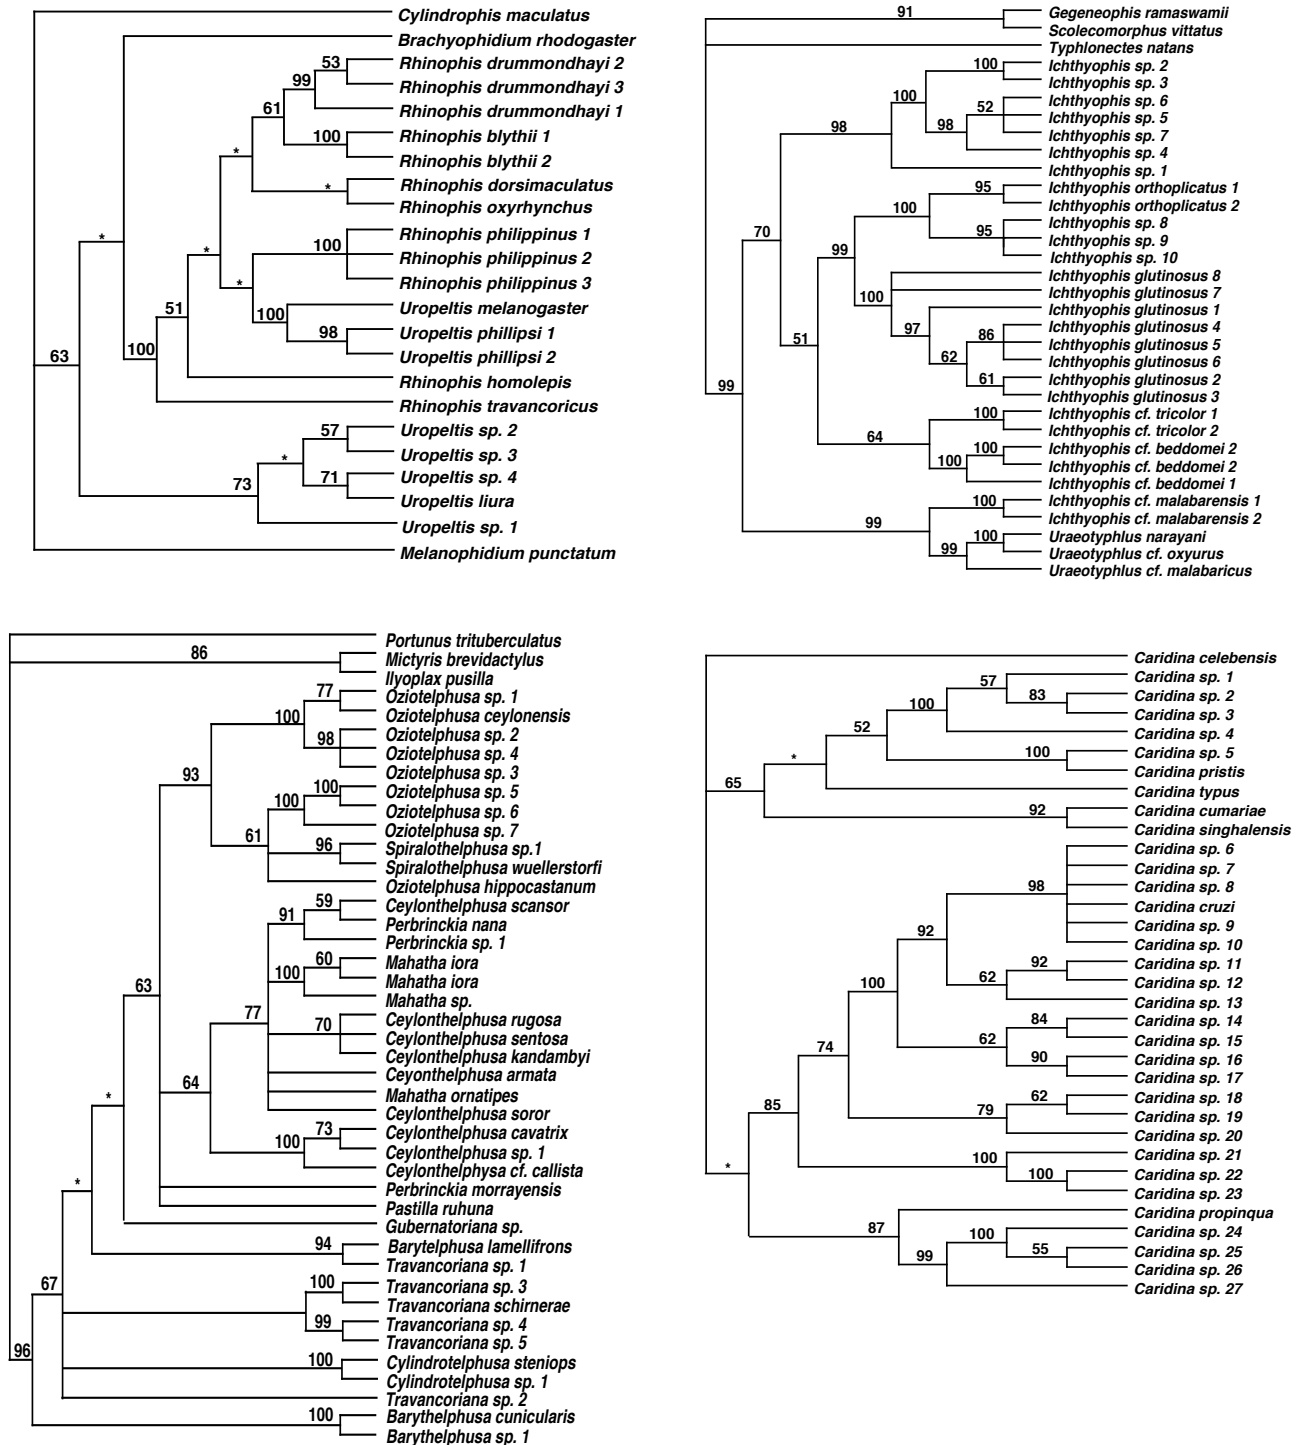 Cylindrophis maculatus
Brachyophidium rhodogaster
53 Rhinophis drummondhayi 2
99 Rhinophis drummondhayi 3
61 Rhinophis drummondhayi 1
100 Rhinophis blythii 1
* Rhinophis blythii 2
* Rhinophis dorsimaculatus
Rhinophis oxyrhynchus
* Rhinophis philippinus 1
* 100 Rhinophis philippinus 2
* Rhinophis philippinus 3
51 100 Uropeltis melanogaster
98 Uropeltis phillipsi 1
63 100 Uropeltis phillipsi 2
Rhinophis homolepis
Rhinophis travancoricus
57 Uropeltis sp. 2
* Uropeltis sp. 3
71 Uropeltis sp. 4
73 Uropeltis liura
Uropeltis sp. 1
Melanophidium punctatum
91 Gegeneophis ramaswamii
Scolecomorphus vittatus
Typhlonectes natans
100 Ichthyophis sp. 2
Ichthyophis sp. 3
100 Ichthyophis sp. 6
52 Ichthyophis sp. 5
98 98 Ichthyophis sp. 7
Ichthyophis sp. 4
Ichthyophis sp. 1
95 Ichthyophis orthoplicatus 1
100 Ichthyophis orthoplicatus 2
Ichthyophis sp. 8
70 95 Ichthyophis sp. 9
99 Ichthyophis sp. 10
Ichthyophis glutinosus 8
100 Ichthyophis glutinosus 7
Ichthyophis glutinosus 1
97 Ichthyophis glutinosus 4
51 86 Ichthyophis glutinosus 5
62 Ichthyophis glutinosus 6
99 61 Ichthyophis glutinosus 2
Ichthyophis glutinosus 3
100 Ichthyophis cf. tricolor 1
64 Ichthyophis cf. tricolor 2
100 Ichthyophis cf. beddomei 2
100 Ichthyophis cf. beddomei 2
Ichthyophis cf. beddomei 1
100 Ichthyophis cf. malabarensis 1
99 Ichthyophis cf. malabarensis 2
100 Uraeotyphlus narayani
99 Uraeotyphlus cf. oxyurus
Uraeotyphlus cf. malabaricus
Portunus trituberculatus
86 Mictyris brevidactylus
Ilyoplax pusilla
77 Oziotelphusa sp. 1
100 Oziotelphusa ceylonensis
98 Oziotelphusa sp. 2
Oziotelphusa sp. 4
93 Oziotelphusa sp. 3
100 Oziotelphusa sp. 5
100 Oziotelphusa sp. 6
Oziotelphusa sp. 7
61 96 Spiralothelphusa sp.1
Spiralothelphusa wuellerstorfi
Oziotelphusa hippocastanum
59 Ceylonthelphusa scansor
91 Perbrinckia nana
Perbrinckia sp. 1
60 Mahatha iora
63 100 Mahatha iora
Mahatha sp.
77 70 Ceylonthelphusa rugosa
Ceylonthelphusa sentosa
Ceylonthelphusa kandambyi
Ceyonthelphusa armata
64 Mahatha ornatipes
* Ceylonthelphusa soror
73 Ceylonthelphusa cavatrix
100 Ceylonthelphusa sp. 1
Ceylonthelphysa cf. callista
* Perbrinckia morrayensis
Pastilla ruhuna
Gubernatoriana sp.
94 Barytelphusa lamellifrons
Travancoriana sp. 1
67 100 Travancoriana sp. 3
Travancoriana schirnerae
99 Travancoriana sp. 4
Travancoriana sp. 5
96 100 Cylindrotelphusa steniops
Cylindrotelphusa sp. 1
Travancoriana sp. 2
100 Barythelphusa cunicularis
Barythelphusa sp. 1
Caridina celebensis
57 Caridina sp. 1
83 Caridina sp. 2
100 Caridina sp. 3
52 Caridina sp. 4
* 100 Caridina sp. 5
Caridina pristis
65 Caridina typus
92 Caridina cumariae
Caridina singhalensis
Caridina sp. 6
Caridina sp. 7
98 Caridina sp. 8
Caridina cruzi
92 Caridina sp. 9
Caridina sp. 10
92 Caridina sp. 11
100 62 Caridina sp. 12
Caridina sp. 13
84 Caridina sp. 14
74 62 Caridina sp. 15
90 Caridina sp. 16
Caridina sp. 17
85 62 Caridina sp. 18
79 Caridina sp. 19
Caridina sp. 20
100 Caridina sp. 21
* 100 Caridina sp. 22
Caridina sp. 23
87 Caridina propinqua
100 Caridina sp. 24
99 55 Caridina sp. 25
Caridina sp. 26
Caridina sp. 27